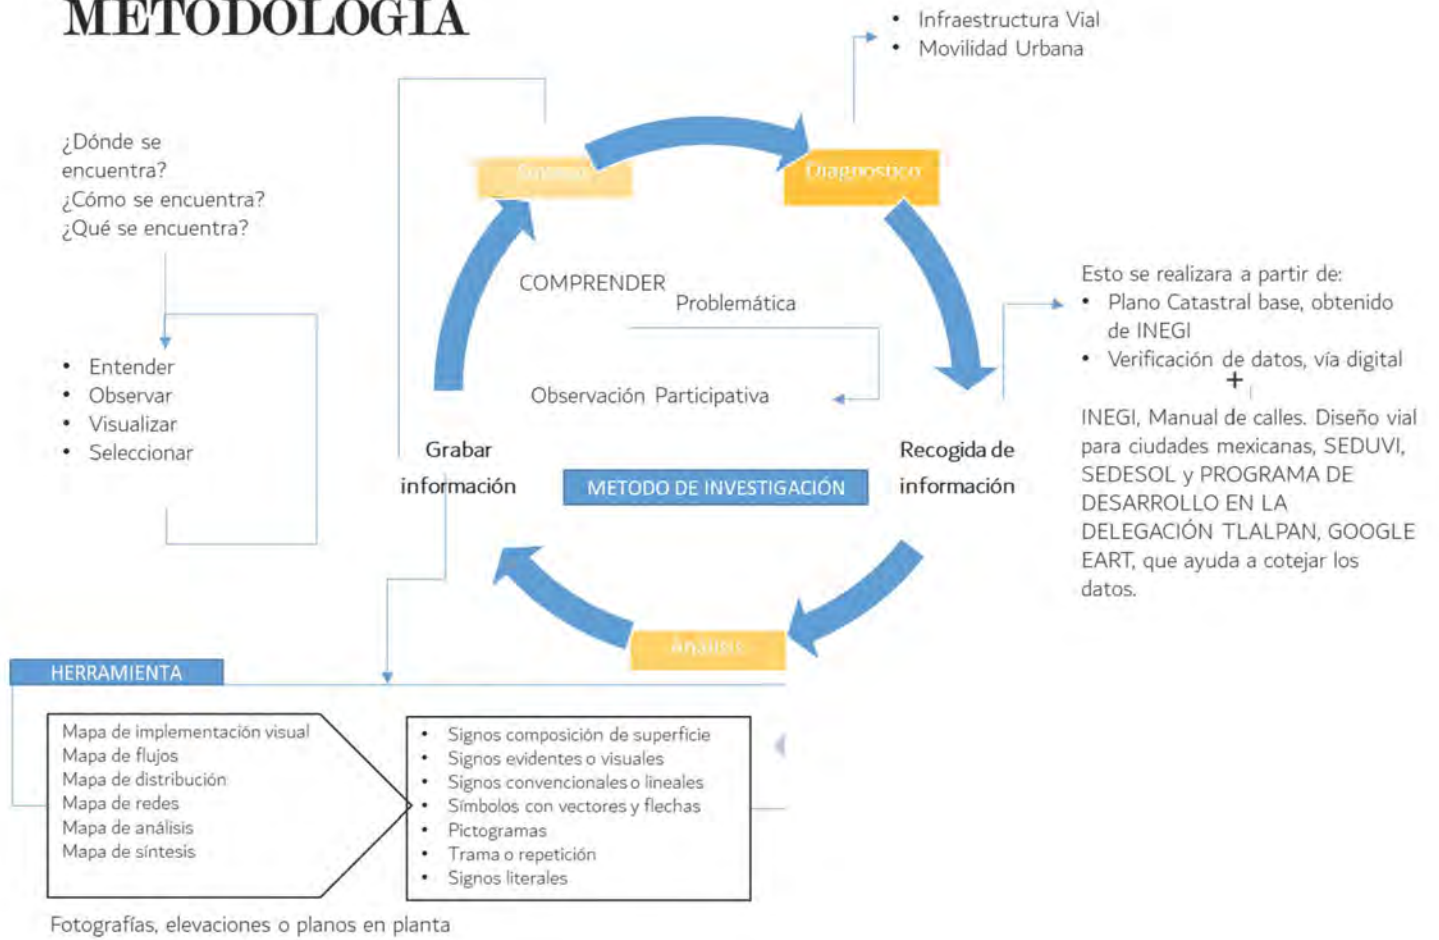 METODOLOGÍA
• Infraestructura Vial
• Movilidad Urbana
¿Dónde se
encuentra?
¿Cómo se encuentra?
¿Qué se encuentra?
Diagnostico
COMPRENDER
Problemática
Esto se realizara a partir de:
• Plano Catastral base, obtenido
de INEGI
• Verificación de datos, vía digital
+
INEGI, Manual de calles. Diseño vial
para ciudades mexicanas, SEDUVI,
SEDESOL y PROGRAMA DE
DESARROLLO EN LA
DELEGACIÓN TLALPAN, GOOGLE
EART, que ayuda a cotejar los
datos.
• Entender
• Observar
• Visualizar
• Seleccionar
Observación Participativa
Grabar
información
METODO DE INVESTIGACIÓN
Recogida de
información
Análisis
HERRAMIENTA
Mapa de implementación visual
Mapa de flujos
Mapa de distribución
Mapa de redes
Mapa de análisis
Mapa de síntesis
• Signos composición de superficie
• Signos evidentes o visuales
• Signos convencionales o lineales
• Símbolos con vectores y flechas
• Pictogramas
• Trama o repetición
• Signos literales
Fotografías, elevaciones o planos en planta